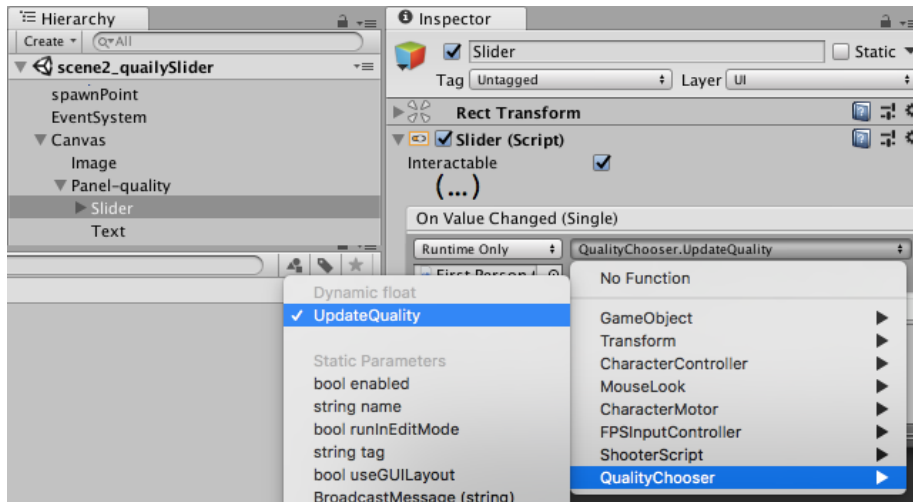 Hierarchy
Create
All
scene2_quailySlider
spawnPoint
EventSystem
Canvas
Image
Panel-quality
Slider
Text
Inspector
Slider
Static
Tag Untagged Layer UI
Rect Transform
Slider (Script)
Interactable
(...)
On Value Changed (Single)
Runtime Only QualityChooser.UpdateQuality
First Person
Dynamic float
✓ UpdateQuality
Static Parameters
bool enabled
string name
bool runInEditMode
string tag
bool useGUILayout
BroadcastMessage (string)
No Function
GameObject
Transform
CharacterController
MouseLook
CharacterMotor
FPSInputController
ShooterScript
QualityChooser